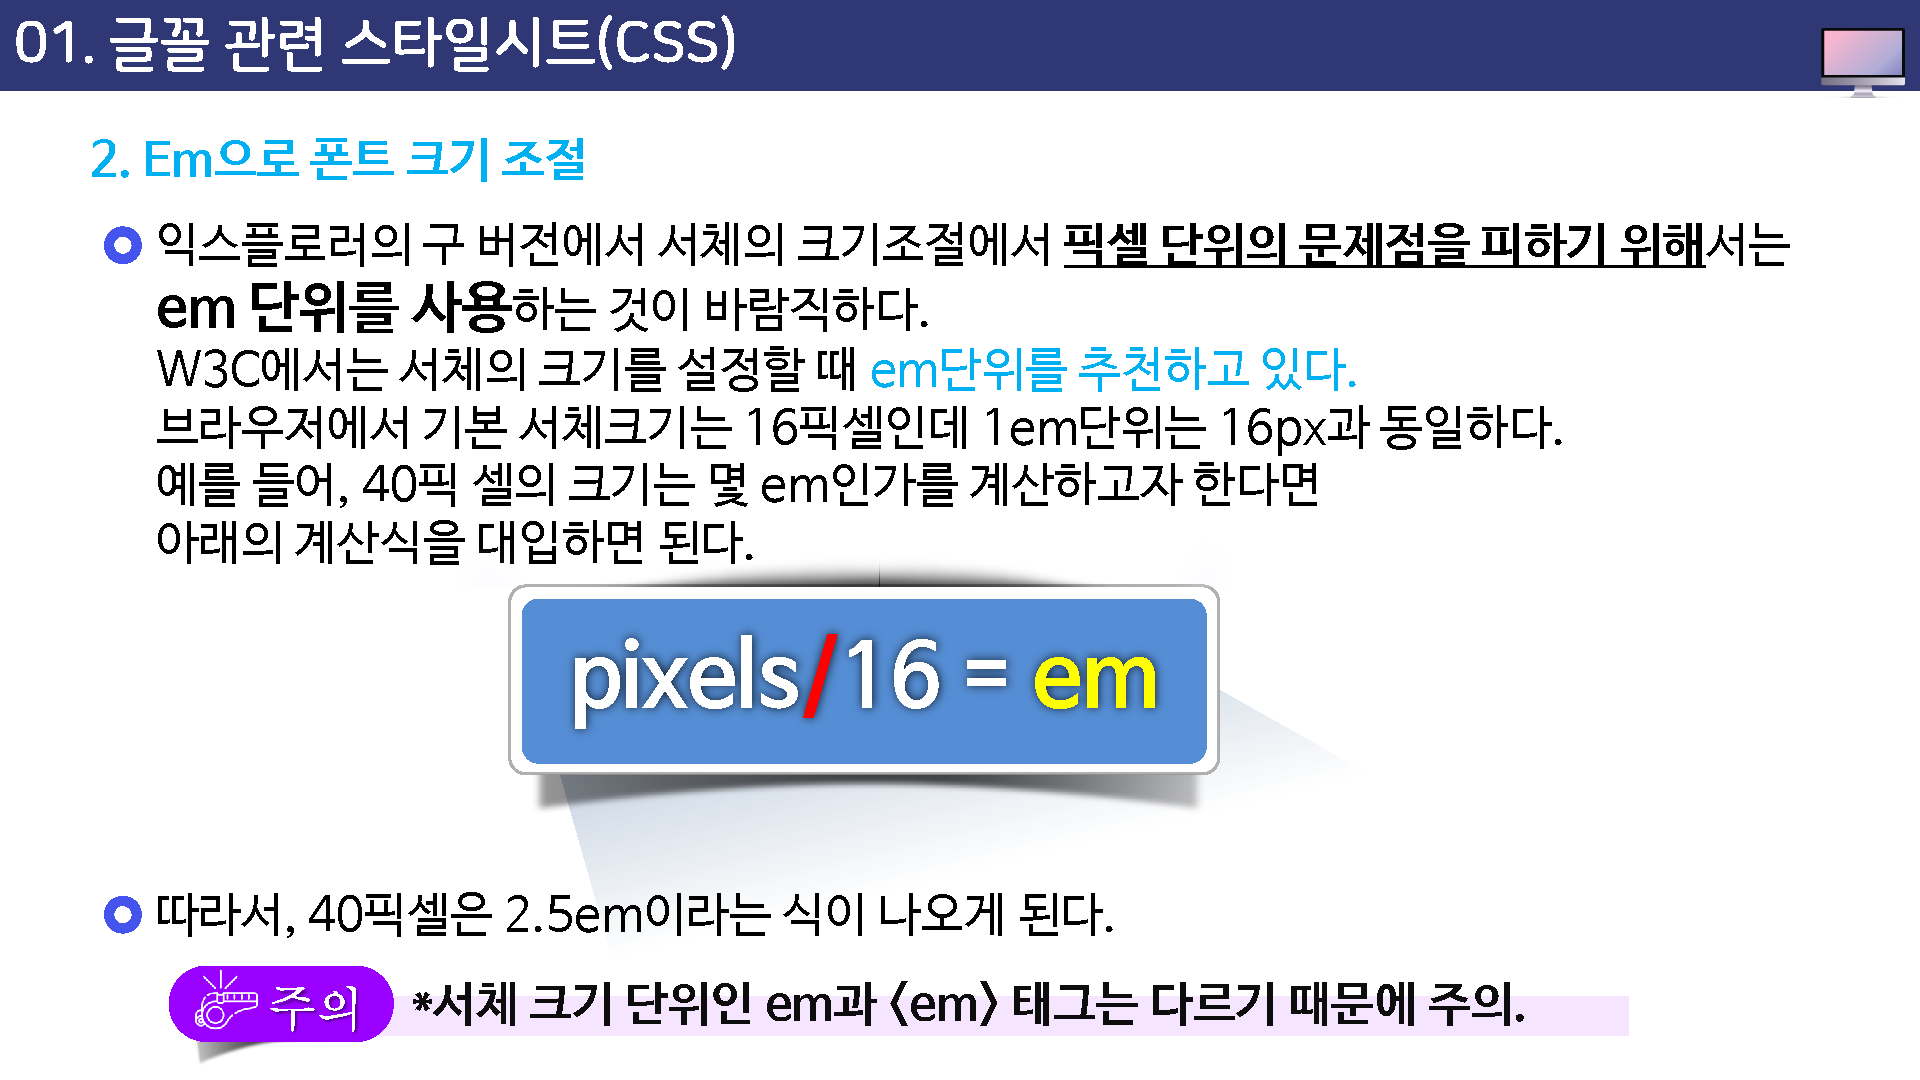 01. 글꼴 관련 스타일시트(CSS)
2. Em으로 폰트 크기 조절
익스플로러의 구 버전에서 서체의 크기조절에서 픽셀 단위의 문제점을 피하기 위해서는
em 단위를 사용하는 것이 바람직하다.
W3C에서는 서체의 크기를 설정할 때 em단위를 추천하고 있다.
브라우저에서 기본 서체크기는 16픽셀인데 1em단위는 16px과 동일하다.
예를 들어, 40픽 셀의 크기는 몇 em인가를 계산하고자 한다면
아래의 계산식을 대입하면 된다.
pixels/16 = em
따라서, 40픽셀은 2.5em이라는 식이 나오게 된다.
주의 *서체 크기 단위인 em과 <em> 태그는 다르기 때문에 주의.